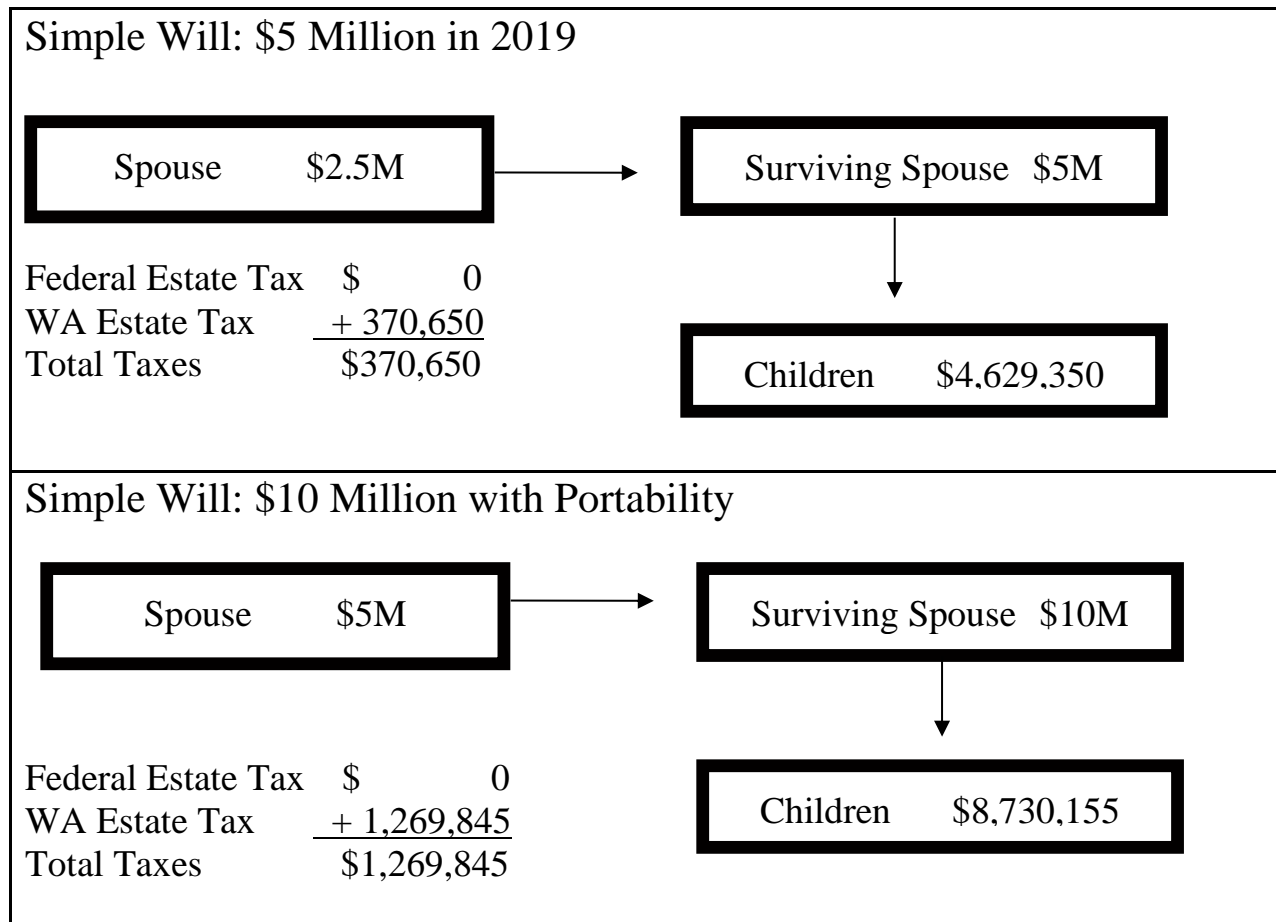 Simple Will: $5 Million in 2019
Spouse $2.5M
Surviving Spouse $5M
Federal Estate Tax $ 0
WA Estate Tax + 370,650
Total Taxes $370,650
Children $4,629,350
Simple Will: $10 Million with Portability
Spouse $5M
Surviving Spouse $10M
Federal Estate Tax $ 0
WA Estate Tax + 1,269,845
Total Taxes $1,269,845
Children $8,730,155